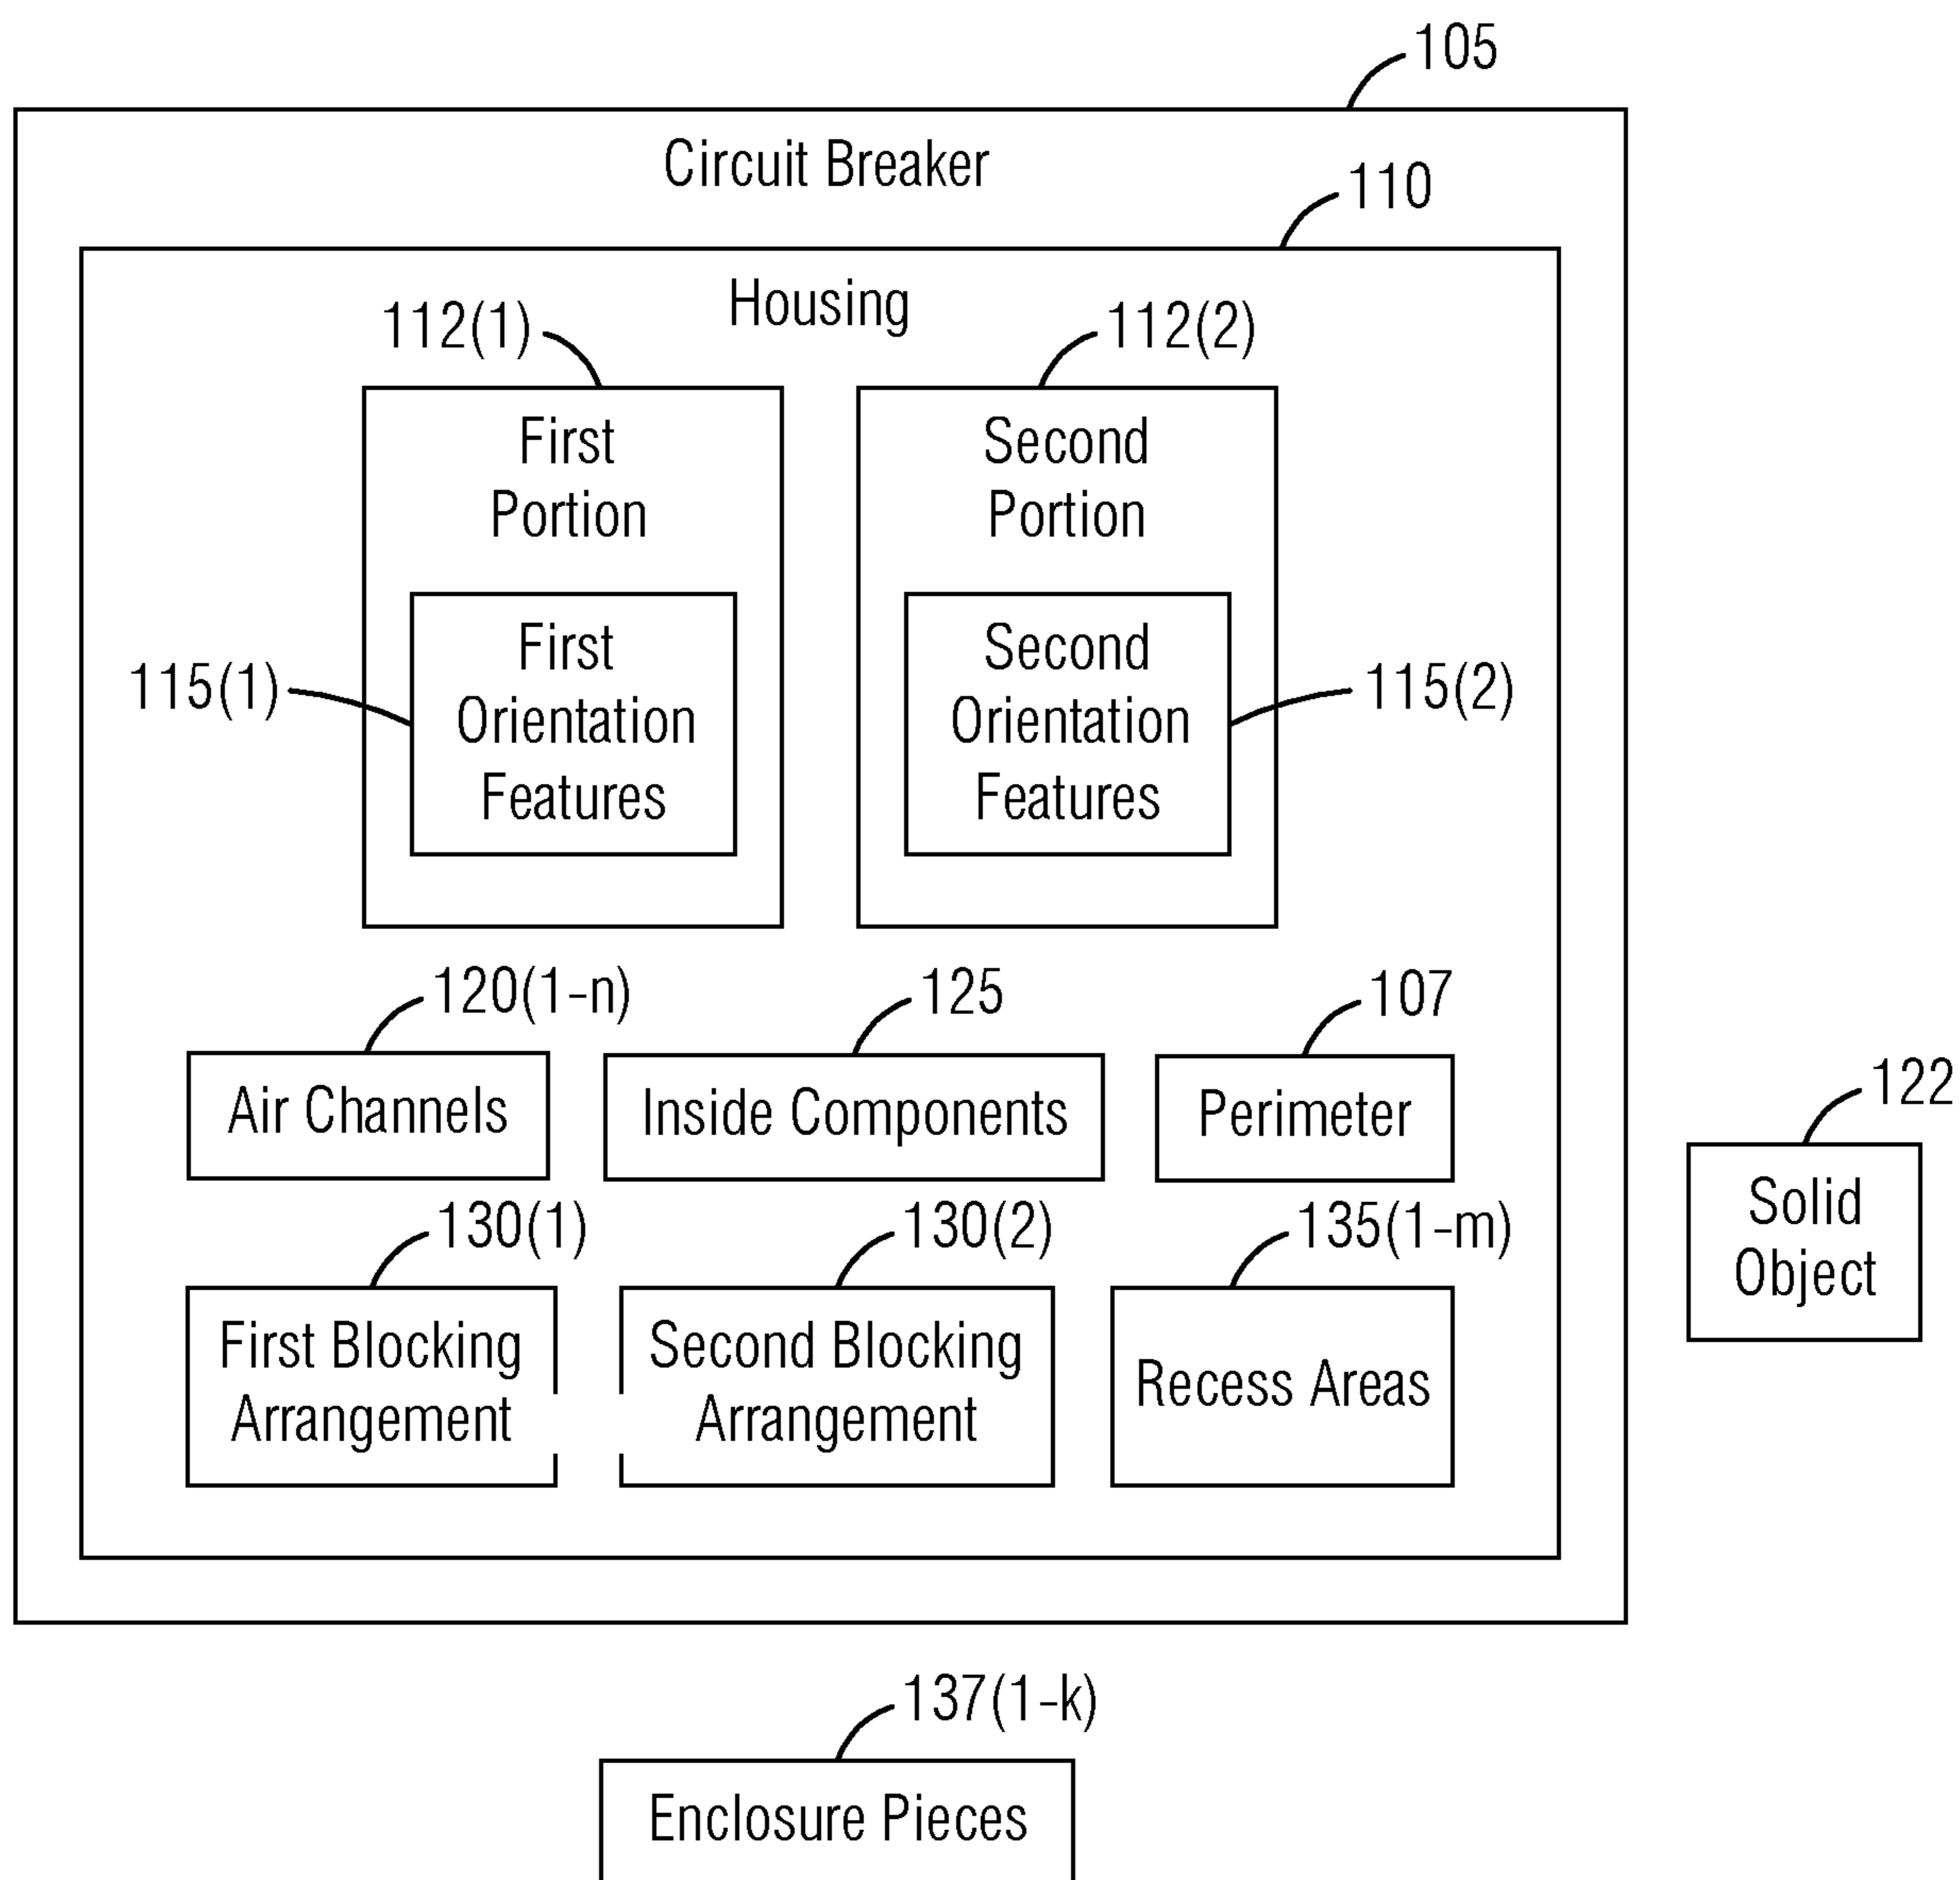 105
Circuit Breaker
110
Housing
112(1)
112(2)
First
Portion
Second
Portion
115(1)
First
Orientation
Features
Second
Orientation
Features
115(2)
120(1-n)
125
107
Air Channels
Inside Components
Perimeter
122
Solid
Object
130(1)
130(2)
135(1-m)
First Blocking
Arrangement
Second Blocking
Arrangement
Recess Areas
137(1-k)
Enclosure Pieces